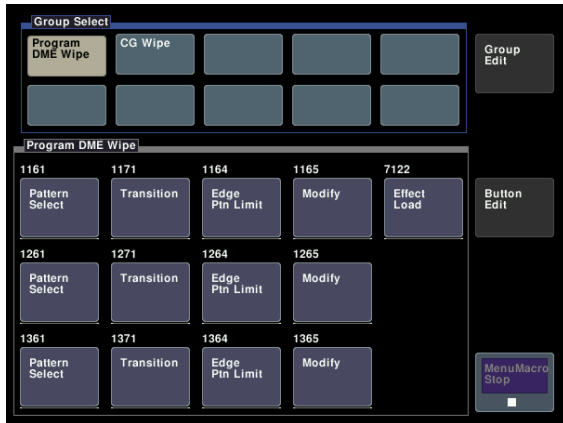 Group Select
Program
DME Wipe
CG Wipe
Group
Edit
Program DME Wipe
1161
1171
1164
1165
7122
Pattern
Select
Transition
Edge
Ptn Limit
Modify
Effect
Load
Button
Edit
1261
1271
1264
1265
Pattern
Select
Transition
Edge
Ptn Limit
Modify
1361
1371
1364
1365
Pattern
Select
Transition
Edge
Ptn Limit
Modify
MenuMacro
Stop